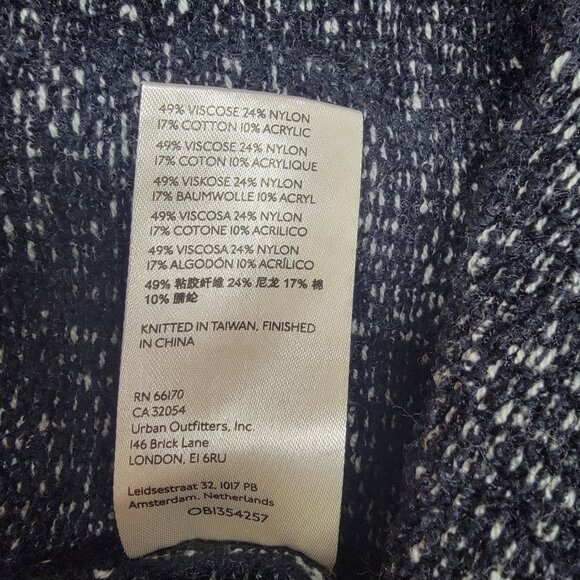 49% VISCOSE 24% NYLON
17% COTTON 10% ACRYLIC
49% VISCOSE 24% NYLON
17% COTON 10% ACRYLIQUE
49% VISKOSE 24% NYLON
17% BAUMWOLLE 10% ACRYL
49% VISCOSA 24% NYLON
17% COTONE 10% ACRILICO
49% VISCOSA 24% NYLON
17% ALGODÓN 10% ACRÍLICO
49% 粘胶纤维 24% 尼龙 17% 棉
10% 腈纶
KNITTED IN TAIWAN, FINISHED
IN CHINA
RN 66170
CA 32054
Urban Outfitters, Inc
146 Brick Lane
LONDON, E1 6RU
Leidsestraat 32, 1017 PB
Amsterdam, Netherlands
OB1354257